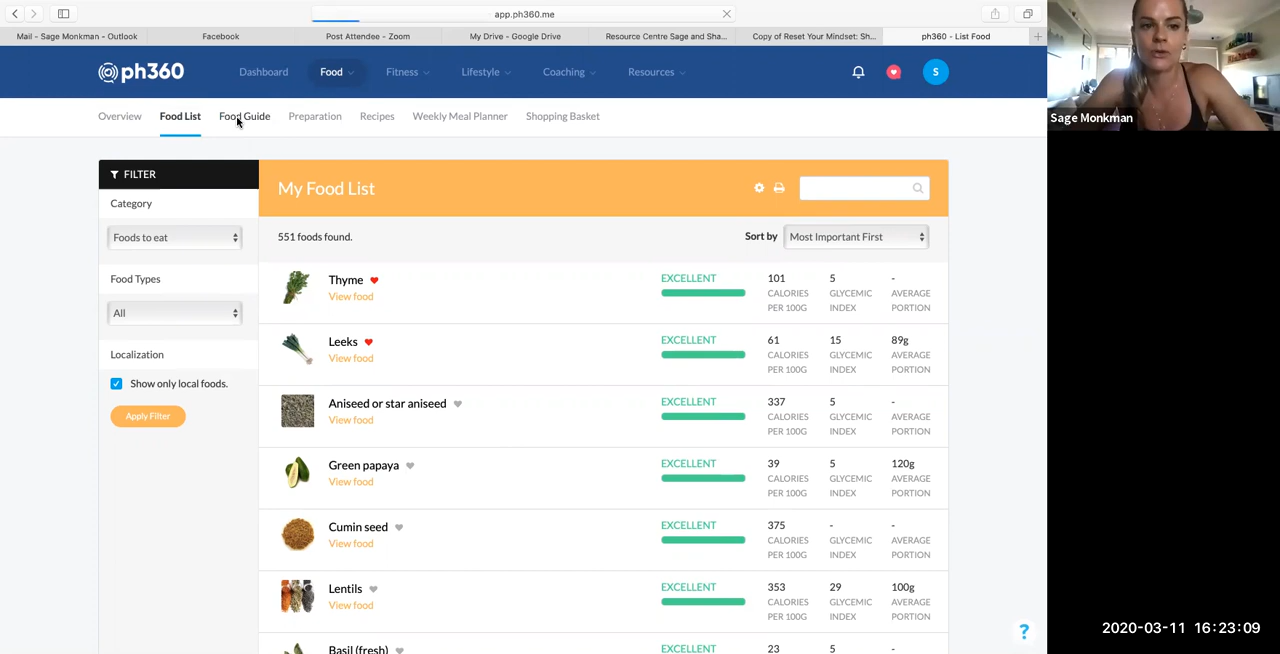 app.ph360.me
Mail - Sage Monkman - Outlook
Facebook
Post Attendee - Zoom
My Drive - Google Drive
Resource Centre Sage and Sha...
Copy of Reset Your Mindset: Sh...
ph360 - List Food
ph360
Dashboard
Food
Fitness
Lifestyle
Coaching
Resources
S
Overview
Food List
Food Guide
Preparation
Recipes
Weekly Meal Planner
Shopping Basket
Sage Monkman
FILTER
Category
Foods to eat
Food Types
All
Localization
Show only local foods.
Apply Filter
My Food List
551 foods found.
Sort by
Most Important First
Thyme
View food
EXCELLENT
101
CALORIES
PER 100G
5
GLYCEMIC
INDEX
-
AVERAGE
PORTION
Leeks
View food
EXCELLENT
61
CALORIES
PER 100G
15
GLYCEMIC
INDEX
89g
AVERAGE
PORTION
Aniseed or star aniseed
View food
EXCELLENT
337
CALORIES
PER 100G
5
GLYCEMIC
INDEX
-
AVERAGE
PORTION
Green papaya
View food
EXCELLENT
39
CALORIES
PER 100G
5
GLYCEMIC
INDEX
120g
AVERAGE
PORTION
Cumin seed
View food
EXCELLENT
375
CALORIES
PER 100G
-
GLYCEMIC
INDEX
-
AVERAGE
PORTION
Lentils
View food
EXCELLENT
353
CALORIES
PER 100G
29
GLYCEMIC
INDEX
100g
AVERAGE
PORTION
Basil (fresh)
EXCELLENT
23
5
-
?
2020-03-11 16:23:09